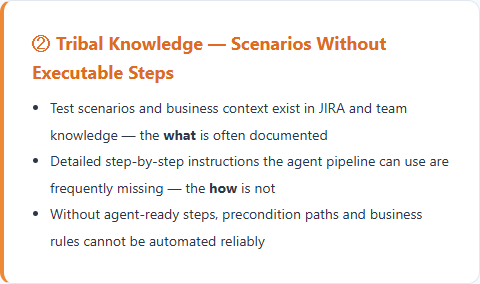 ② Tribal Knowledge — Scenarios Without
Executable Steps
• Test scenarios and business context exist in JIRA and team
knowledge — the what is often documented
• Detailed step-by-step instructions the agent pipeline can use are
frequently missing — the how is not
• Without agent-ready steps, precondition paths and business
rules cannot be automated reliably